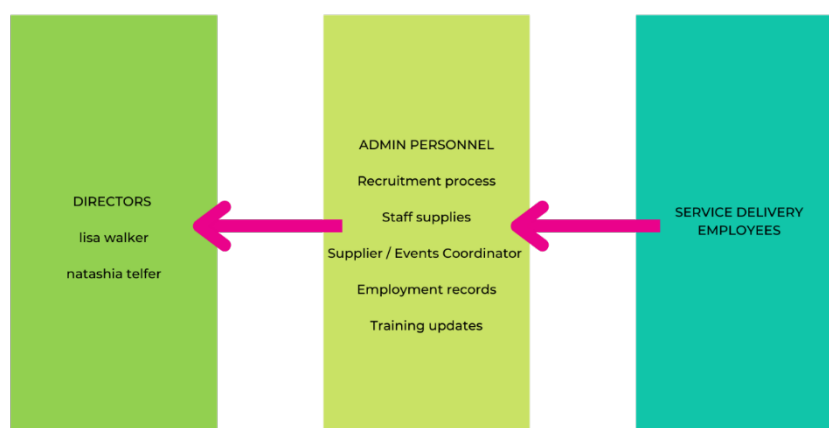 DIRECTORS
lisa walker
natashia telfer
ADMIN PERSONNEL
Recruitment process
Staff supplies
Supplier / Events Coordinator
Employment records
Training updates
SERVICE DELIVERY
EMPLOYEES